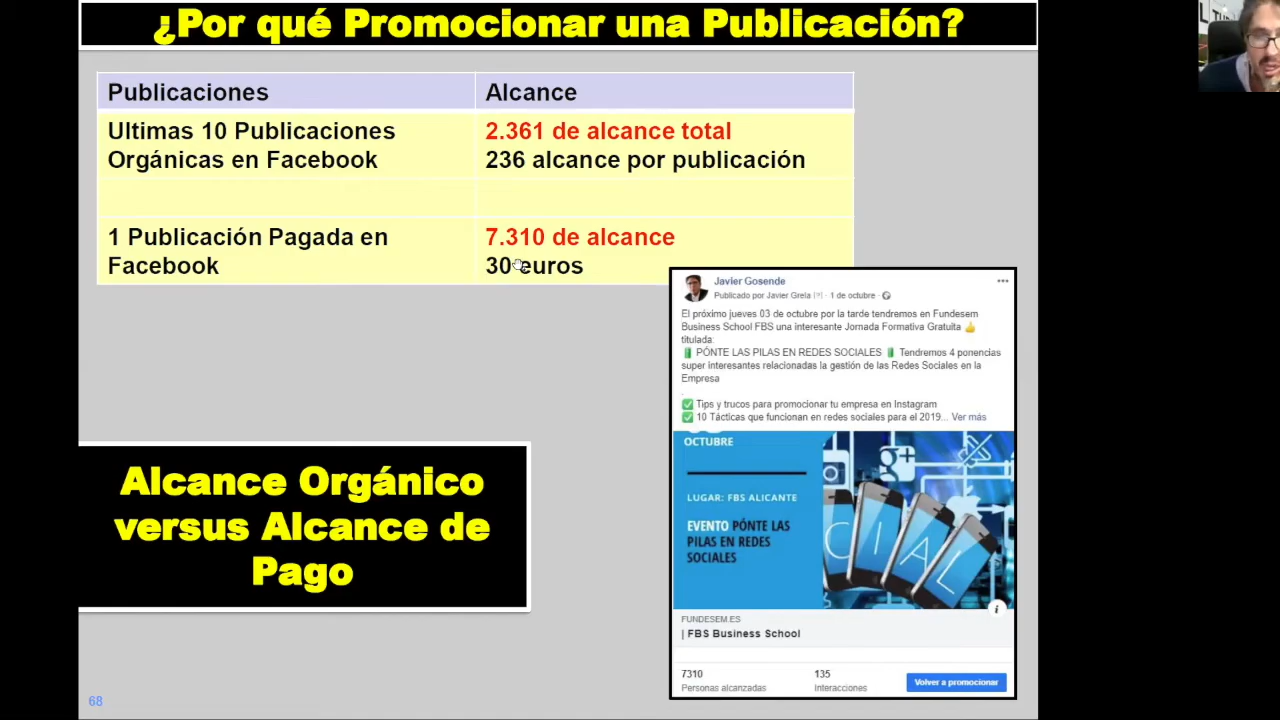 ¿Por qué Promocionar una Publicación?
Publicaciones
Alcance
Ultimas 10 Publicaciones
Orgánicas en Facebook
2.361 de alcance total
236 alcance por publicación
1 Publicación Pagada en
Facebook
7.310 de alcance
30 euros
Javier Gosende
Publicado por Javier Grela [?] · 1 de octubre ·
El próximo jueves 03 de octubre por la tarde tendremos en Fundesem
Business School FBS una interesante Jornada Formativa Gratuita 👍
titulada:
🔋 PÓNTE LAS PILAS EN REDES SOCIALES 🔋 Tendremos 4 ponencias
super interesantes relacionadas la gestión de las Redes Sociales en la
Empresa
.
✅ Tips y trucos para promocionar tu empresa en Instagram
✅ 10 Tácticas que funcionan en redes sociales para el 2019... Ver más
OCTUBRE
LUGAR: FBS ALICANTE
EVENTO PÓNTE LAS
PILAS EN REDES
SOCIALES
CIAL
FUNDESEM.ES
| FBS Business School
7310
Personas alcanzadas
135
Interacciones
Volver a promocionar
Alcance Orgánico
versus Alcance de
Pago
68